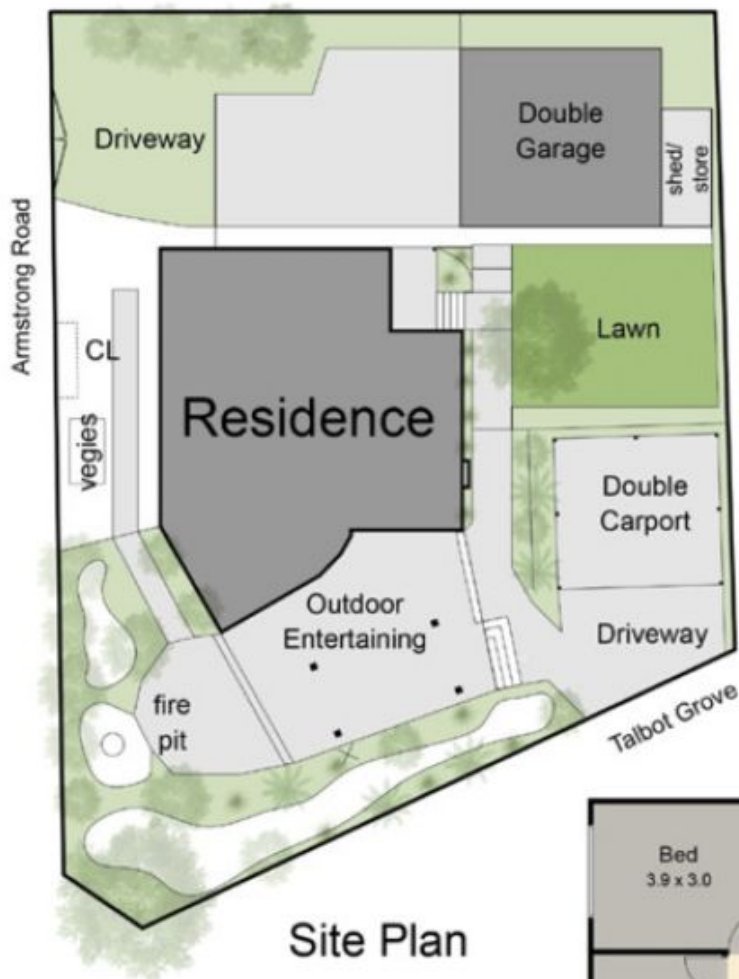 Driveway
Double
Garage
shed/
store
Armstrong Road
CL
Lawn
Residence
vegies
Double
Carport
Outdoor
Entertaining
Driveway
fire
pit
Talbot Grove
Bed
3.9 x 3.0
Site Plan